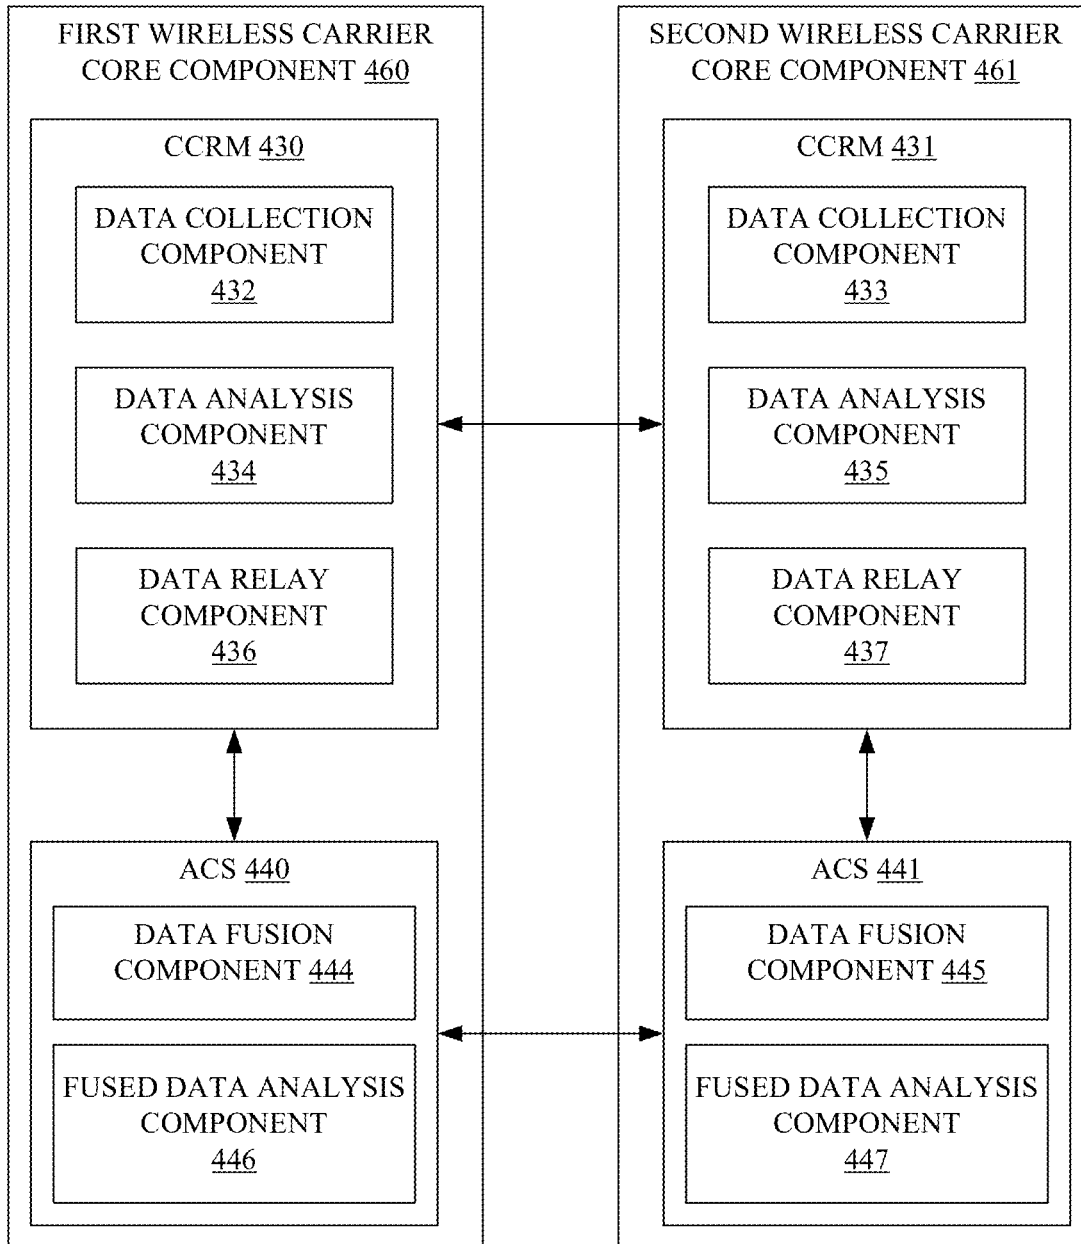 FIRST WIRELESS CARRIER
CORE COMPONENT 460
CCRM 430
DATA COLLECTION
COMPONENT
432
DATA ANALYSIS
COMPONENT
434
DATA RELAY
COMPONENT
436
ACS 440
DATA FUSION
COMPONENT 444
FUSED DATA ANALYSIS
COMPONENT
446
SECOND WIRELESS CARRIER
CORE COMPONENT 461
CCRM 431
DATA COLLECTION
COMPONENT
433
DATA ANALYSIS
COMPONENT
435
DATA RELAY
COMPONENT
437
ACS 441
DATA FUSION
COMPONENT 445
FUSED DATA ANALYSIS
COMPONENT
447